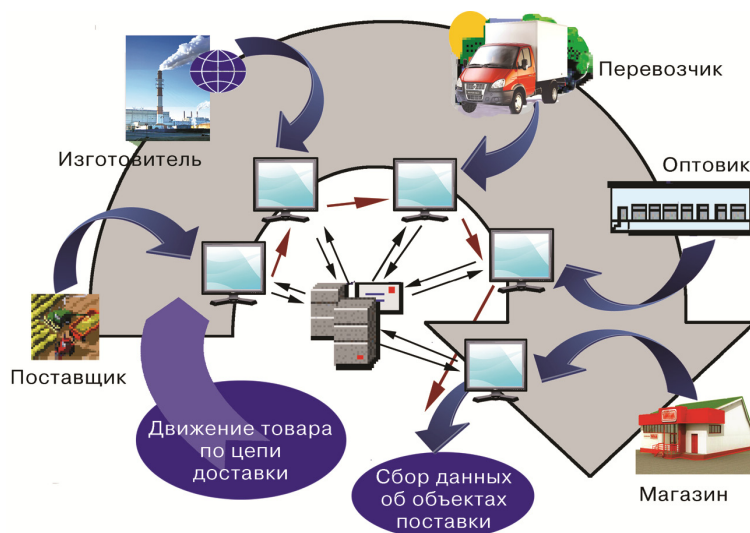 Перевозчик
Изготовитель
Оптовик
Поставщик
Движение товара
по цепи
доставки
Сбор данных
об объектах
поставки
Магазин